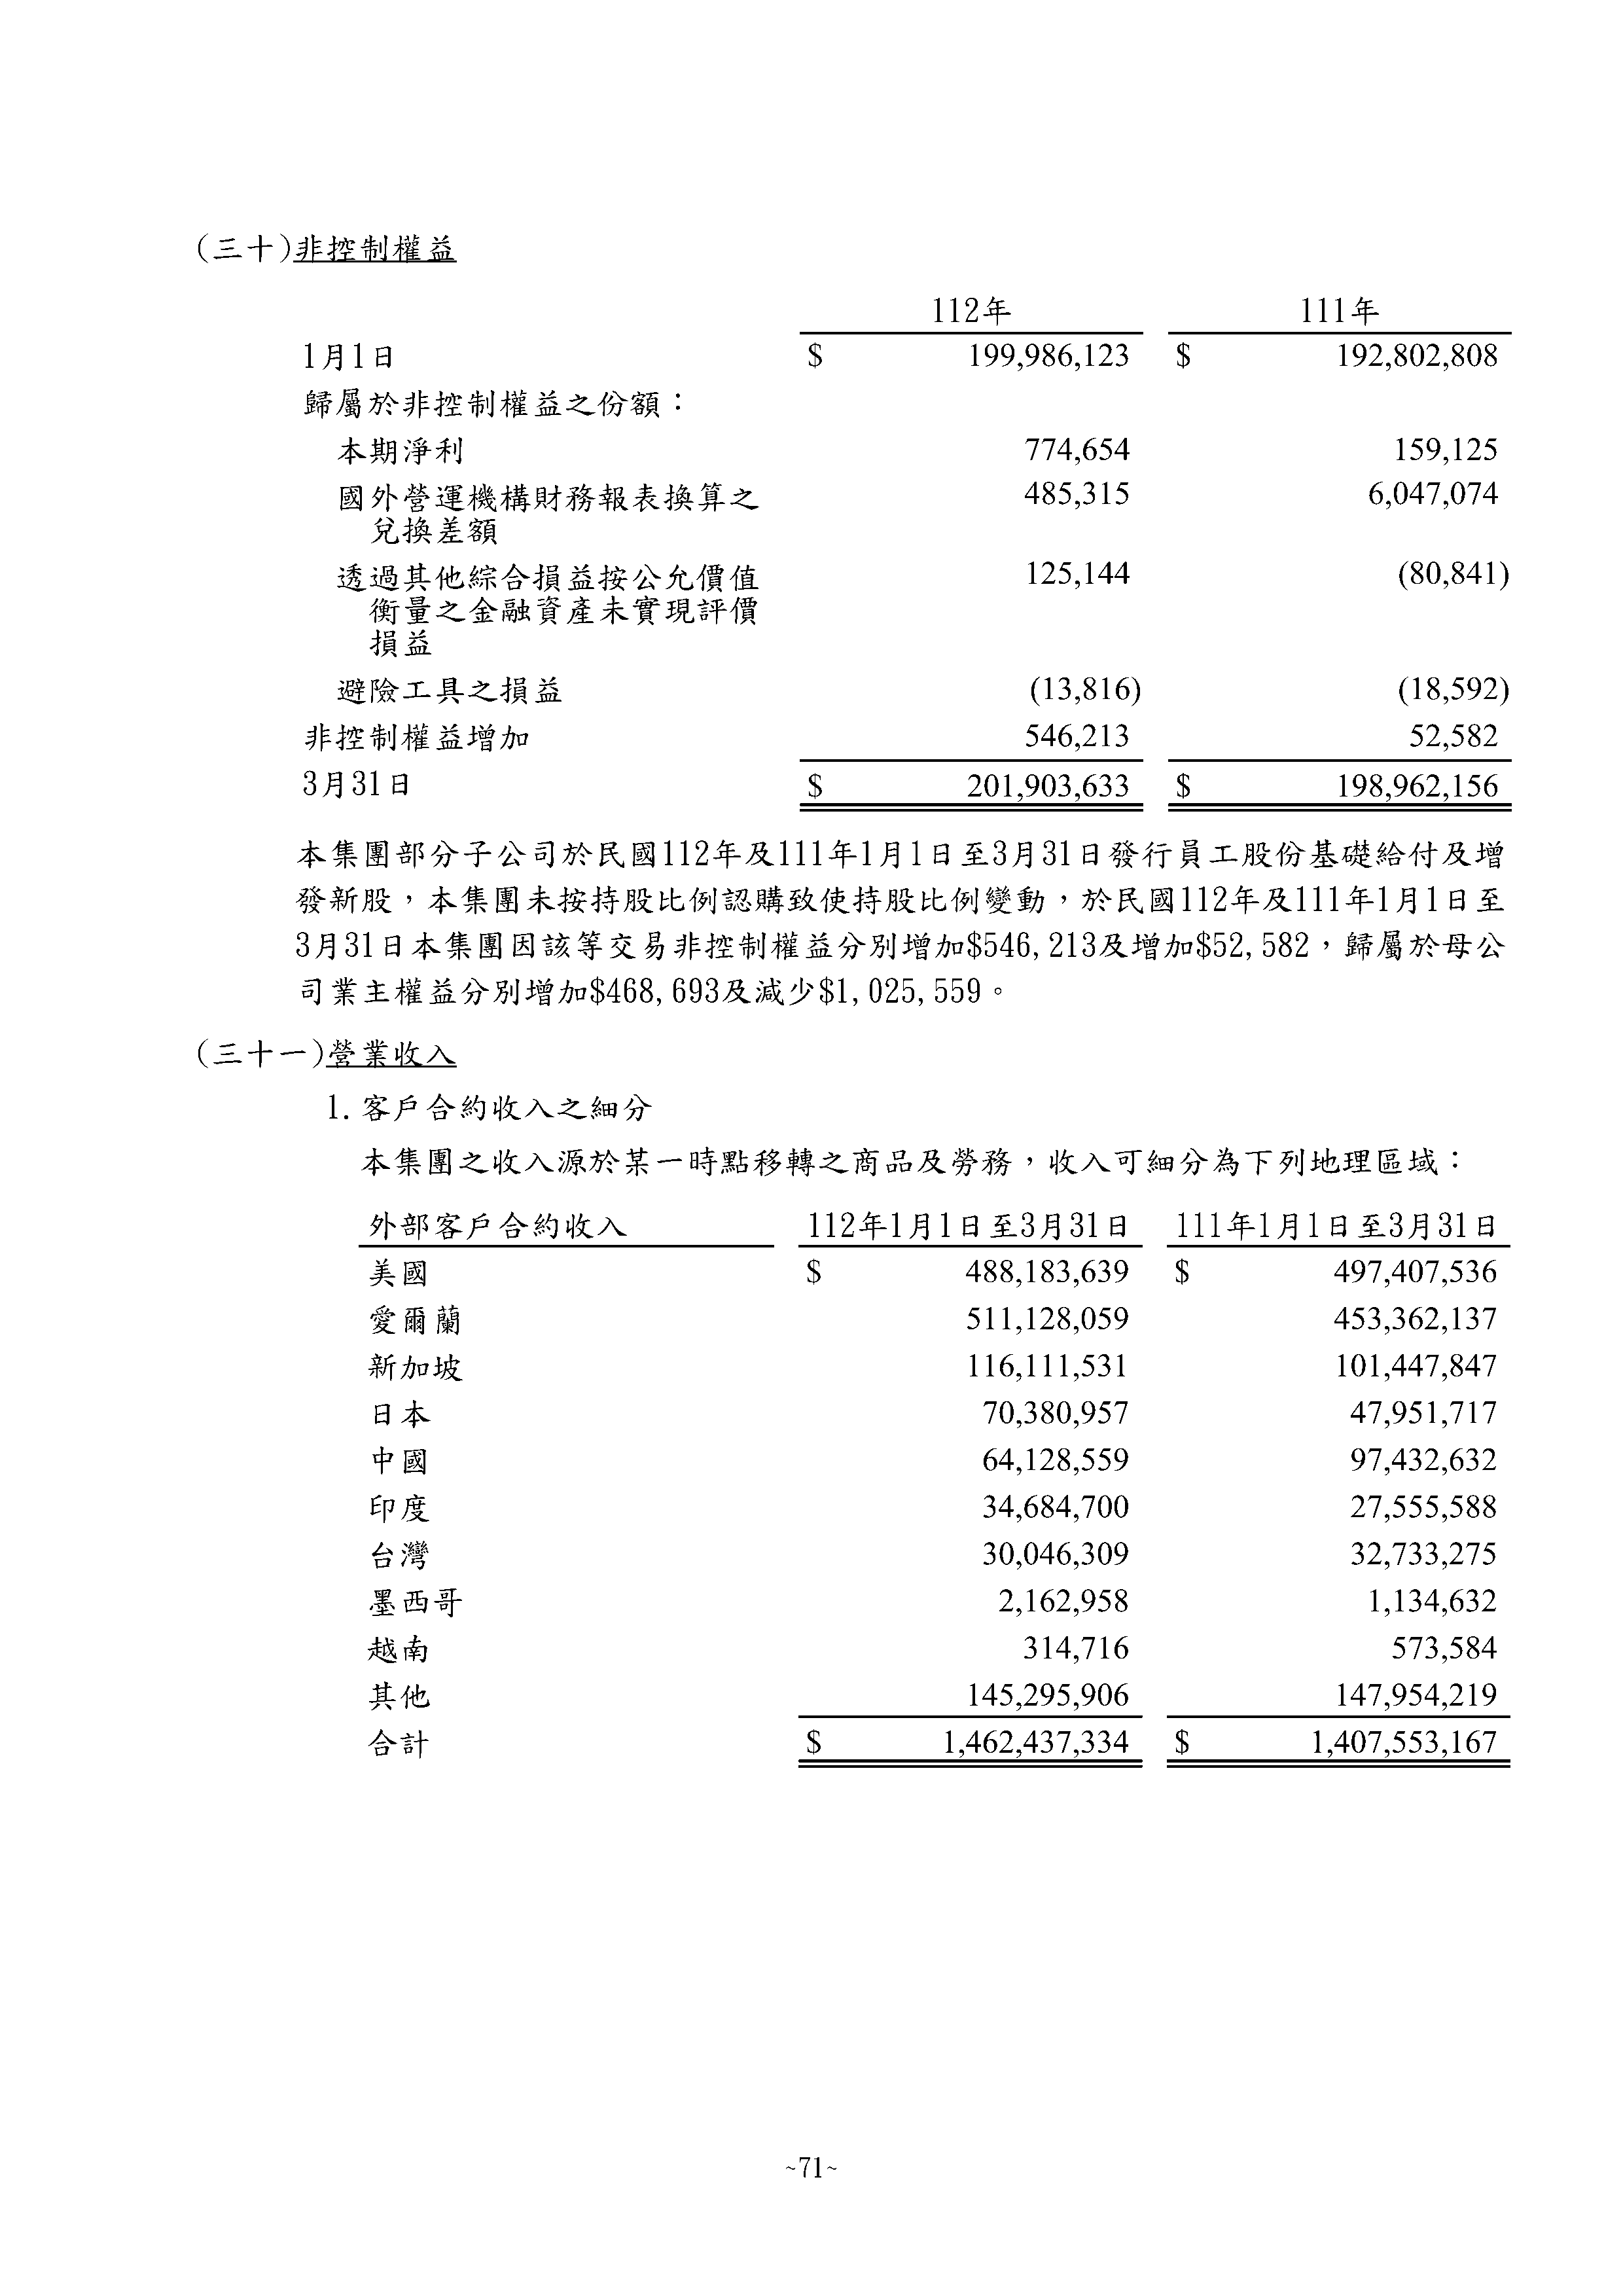 (三十)非控制權益
112年 111年
1月1日 $ 199,986,123 $ 192,802,808
歸屬於非控制權益之份額：
本期淨利 774,654 159,125
國外營運機構財務報表換算之 485,315 6,047,074
兌換差額
透過其他綜合損益按公允價值 125,144 (80,841)
衡量之金融資產未實現評價
損益
避險工具之損益 (13,816) (18,592)
非控制權益增加 546,213 52,582
3月31日 $ 201,903,633 $ 198,962,156
本集團部分子公司於民國112年及111年1月1日至3月31日發行員工股份基礎給付及增
發新股，本集團未按持股比例認購致使持股比例變動，於民國112年及111年1月1日至
3月31日本集團因該等交易非控制權益分別增加$546,213及增加$52,582，歸屬於母公
司業主權益分別增加$468,693及減少$1,025,559。
(三十一)營業收入
1.客戶合約收入之細分
本集團之收入源於某一時點移轉之商品及勞務，收入可細分為下列地理區域：
外部客戶合約收入 112年1月1日至3月31日 111年1月1日至3月31日
美國 $ 488,183,639 $ 497,407,536
愛爾蘭 511,128,059 453,362,137
新加坡 116,111,531 101,447,847
日本 70,380,957 47,951,717
中國 64,128,559 97,432,632
印度 34,684,700 27,555,588
台灣 30,046,309 32,733,275
墨西哥 2,162,958 1,134,632
越南 314,716 573,584
其他 145,295,906 147,954,219
合計 $ 1,462,437,334 $ 1,407,553,167
~71~